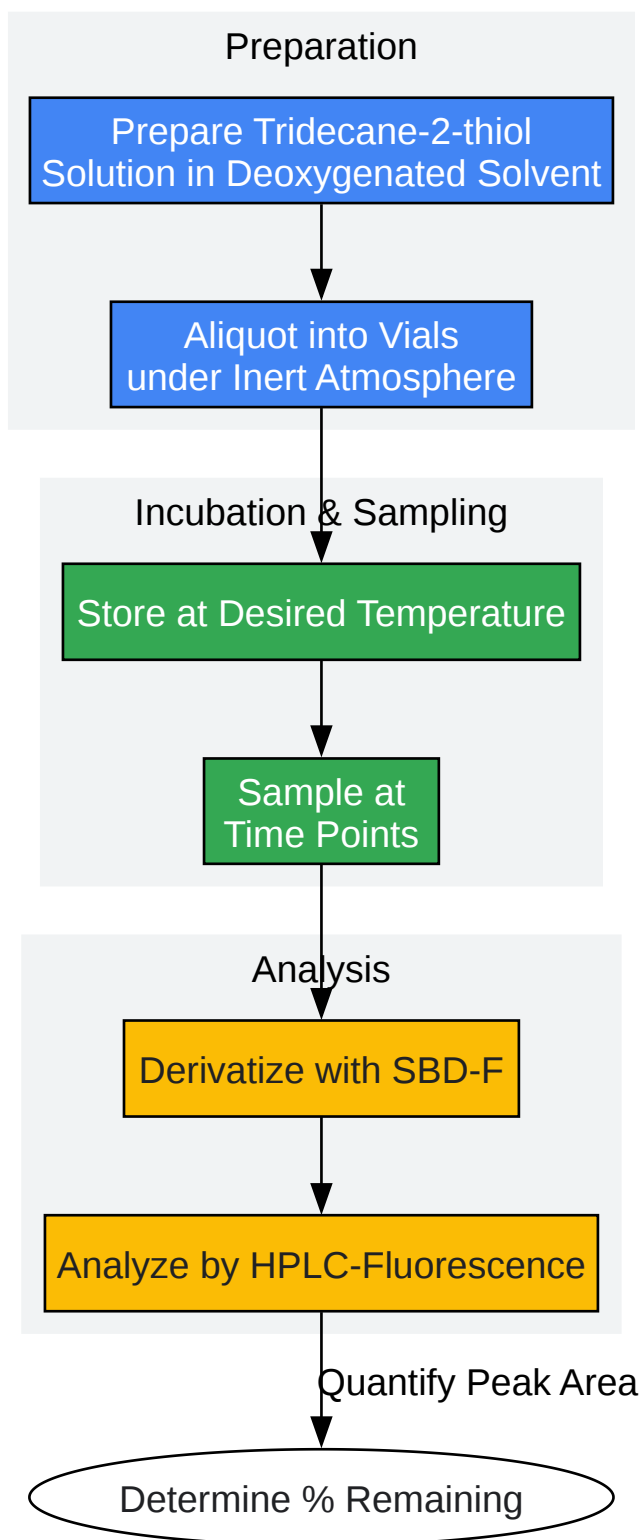 Preparation
Prepare Tridecane-2-thiol
Solution in Deoxygenated Solvent
Aliquot into Vials
under Inert Atmosphere
Incubation & Sampling
Store at Desired Temperature
Sample at
Time Points
Analysis
Derivatize with SBD-F
Analyze by HPLC-Fluorescence
Quantify Peak Area
Determine % Remaining